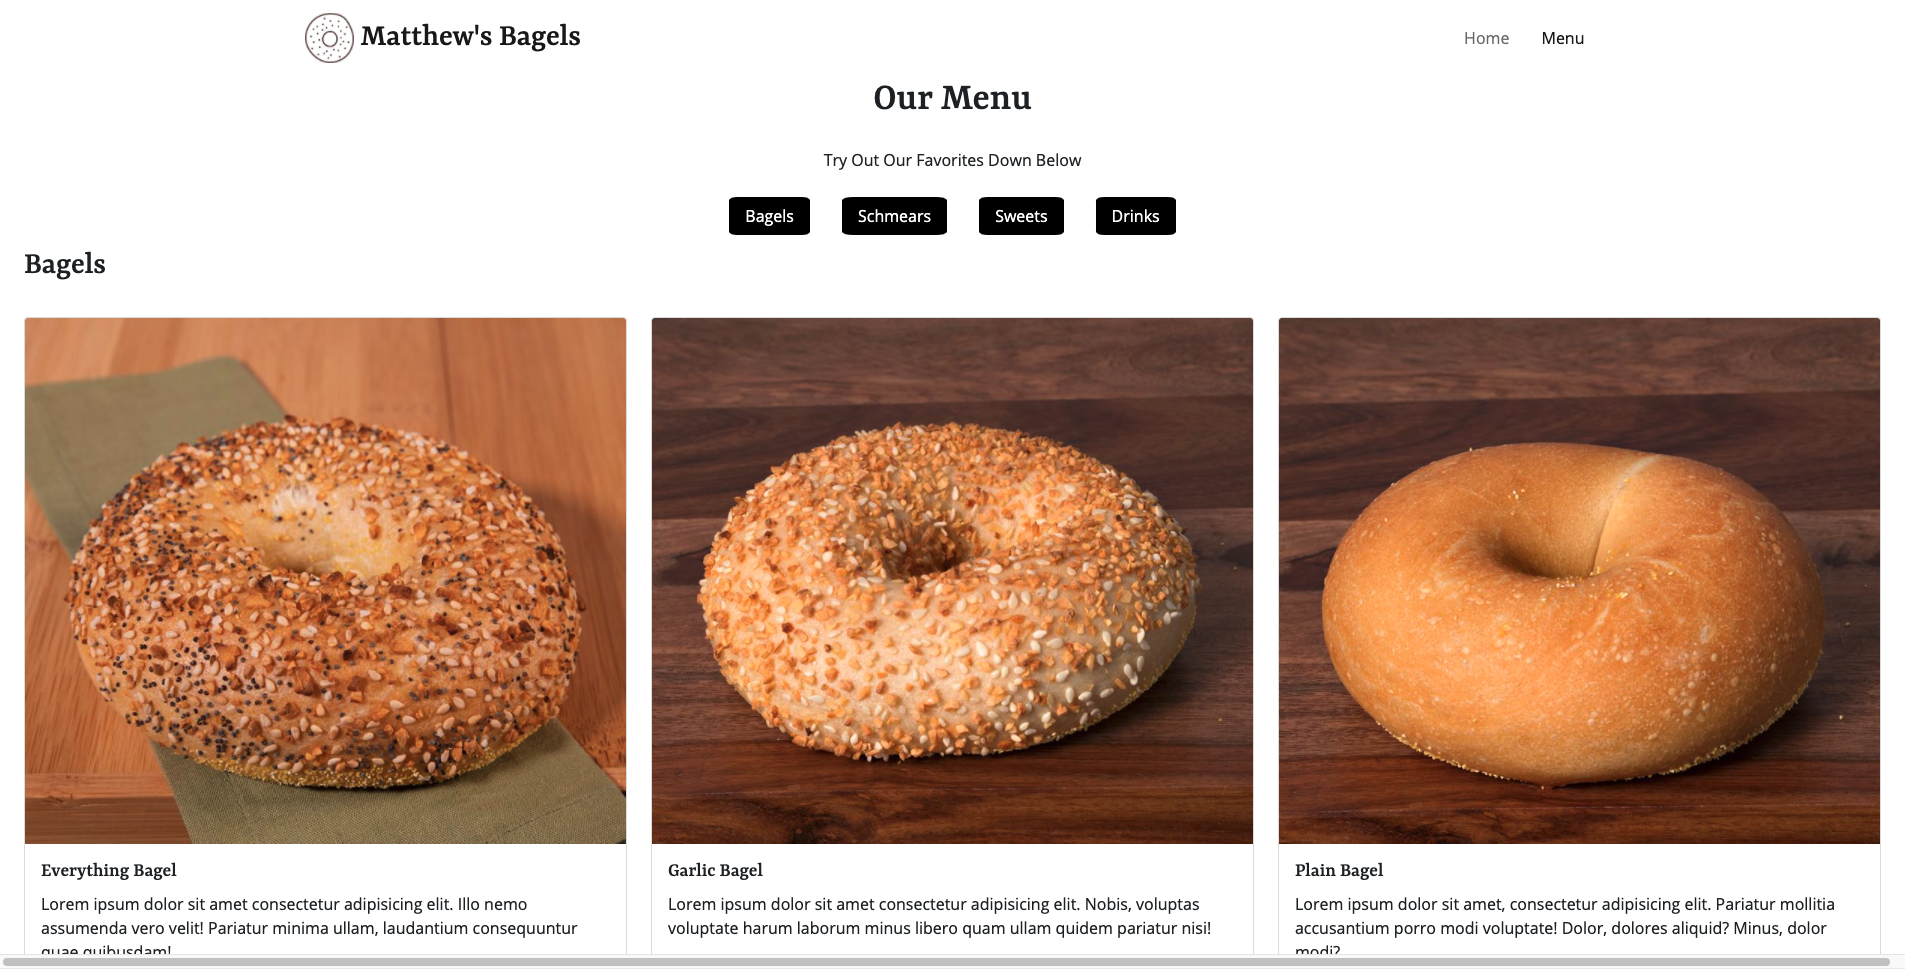 Matthew's Bagels
Home
Menu
Our Menu
Try Out Our Favorites Down Below
Bagels
Schmears
Sweets
Drinks
Bagels
Everything Bagel
Lorem ipsum dolor sit amet consectetur adipisicing elit. Illo nemo
assumenda vero velit! Pariatur minima ullam, laudantium consequuntur
quae quibusdam!
Garlic Bagel
Lorem ipsum dolor sit amet consectetur adipisicing elit. Nobis, voluptas
voluptate harum laborum minus libero quam ullam quidem pariatur nisi!
Plain Bagel
Lorem ipsum dolor sit amet, consectetur adipisicing elit. Pariatur mollitia
accusantium porro modi voluptate! Dolor, dolores aliquid? Minus, dolor
modi?